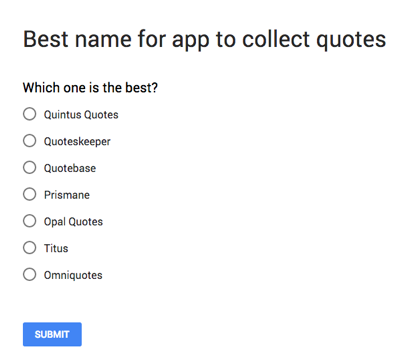 Best name for app to collect quotes
Which one is the best?
Quintus Quotes
Quoteskeeper
Quotebase
Prismane
Opal Quotes
Titus
Omniquotes
SUBMIT